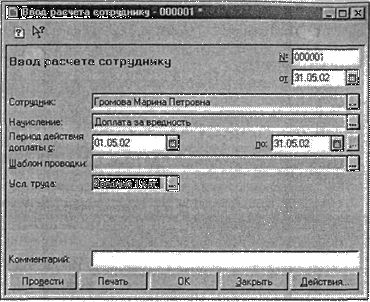 Ввод расчета сотруднику - 000001 *
Ввод расчета сотруднику
№ 000001
от 31.05.02
Сотрудник: Громова Марина Петровна
Начисление: Доплата за вредность
Период действия
доплаты с: 01.05.02 по: 31.05.02
Шаблон проводки:
Усл. труда:
Комментарий:
Провести Печать OK Закрыть Действия...